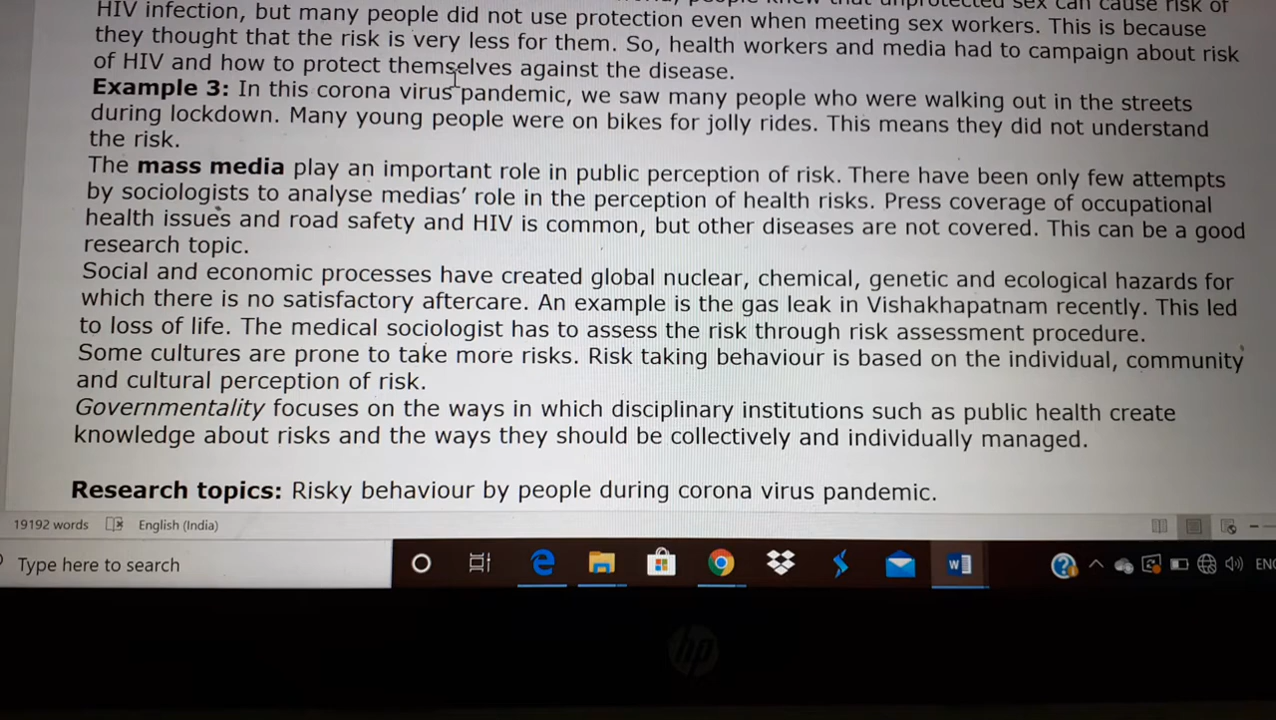 unprotected sex can cause risk of
HIV infection, but many people did not use protection even when meeting sex workers. This is because
they thought that the risk is very less for them. So, health workers and media had to campaign about risk
of HIV and how to protect themselves against the disease.
Example 3: In this corona virus pandemic, we saw many people who were walking out in the streets
during lockdown. Many young people were on bikes for jolly rides. This means they did not understand
the risk.
The mass media play an important role in public perception of risk. There have been only few attempts
by sociologists to analyse medias’ role in the perception of health risks. Press coverage of occupational
health issues and road safety and HIV is common, but other diseases are not covered. This can be a good
research topic.
Social and economic processes have created global nuclear, chemical, genetic and ecological hazards for
which there is no satisfactory aftercare. An example is the gas leak in Vishakhapatnam recently. This led
to loss of life. The medical sociologist has to assess the risk through risk assessment procedure.
Some cultures are prone to take more risks. Risk taking behaviour is based on the individual, community
and cultural perception of risk.
Governmentality focuses on the ways in which disciplinary institutions such as public health create
knowledge about risks and the ways they should be collectively and individually managed.
Research topics: Risky behaviour by people during corona virus pandemic.
19192 words English (India)
Type here to search
ENG
hp